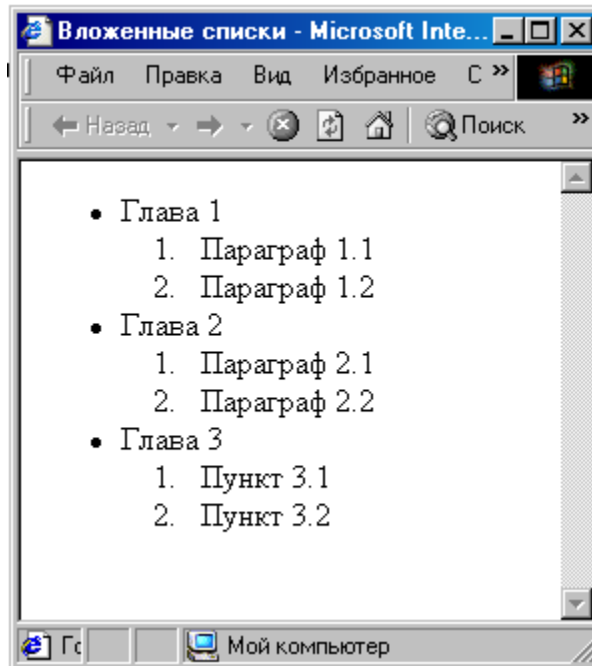 Вложенные списки - Microsoft Inte...
Файл Правка Вид Избранное С »
Назад Поиск »
• Глава 1
1. Параграф 1.1
2. Параграф 1.2
• Глава 2
1. Параграф 2.1
2. Параграф 2.2
• Глава 3
1. Пункт 3.1
2. Пункт 3.2
Гс Мой компьютер